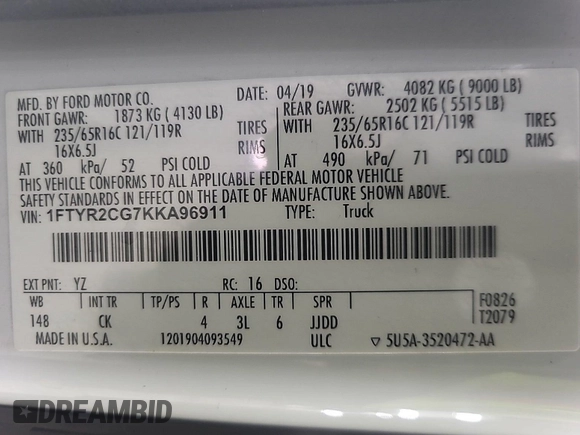 MFD. BY FORD MOTOR CO.
DATE: 04/19 GVWR: 4082 KG ( 9000 LB)
FRONT GAWR: 1873 KG ( 4130 LB)
REAR GAWR: 2502 KG ( 5515 LB)
WITH 235/65R16C 121/119R TIRES
WITH 235/65R16C 121/119R TIRES
16X6.5J RIMS
16X6.5J RIMS
AT 360 kPa/ 52 PSI COLD
AT 490 kPa/ 71 PSI COLD
THIS VEHICLE CONFORMS TO ALL APPLICABLE FEDERAL MOTOR VEHICLE
SAFETY STANDARDS IN EFFECT ON THE DATE OF MANUFACTURE SHOWN ABOVE.
VIN: 1FTYR2CG7KKA96911 TYPE: Truck
EXT PNT: YZ RC: 16 DSO:
WB INT TR TP/PS R AXLE TR SPR
148 CK 4 3L 6 JJDD
F0826
T2079
MADE IN U.S.A. 1201904093549 ULC ▽ 5U5A-3520472-AA
DREAMBID